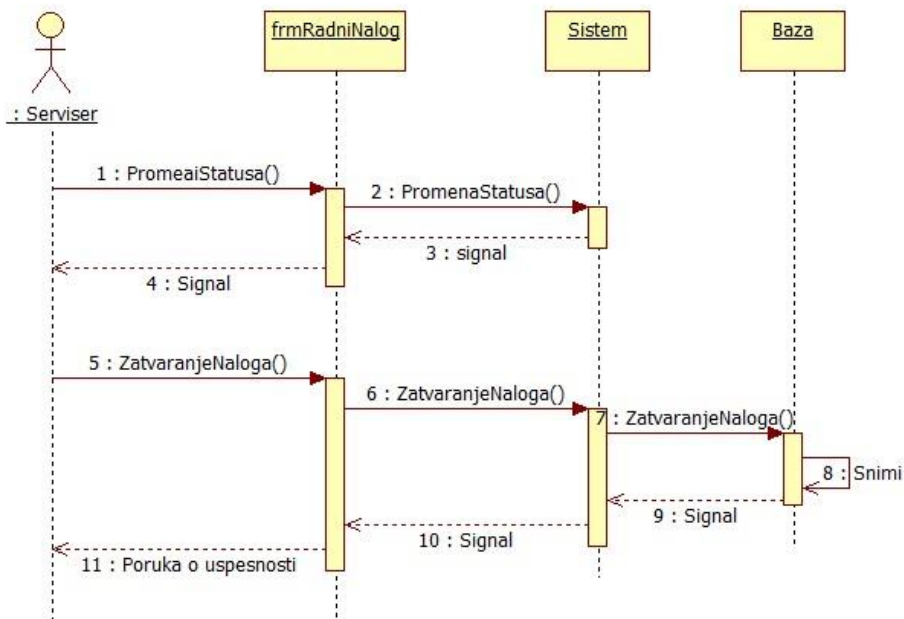 frmRadniNalog
Sistem
Baza
: Serviser
1 : PromeaiStatusa()
2 : PromenaStatusa()
3 : signal
4 : Signal
5 : ZatvaranjeNaloga()
6 : ZatvaranjeNaloga()
7 : ZatvaranjeNaloga()
8 : Snimi
9 : Signal
10 : Signal
11 : Poruka o uspesnosti